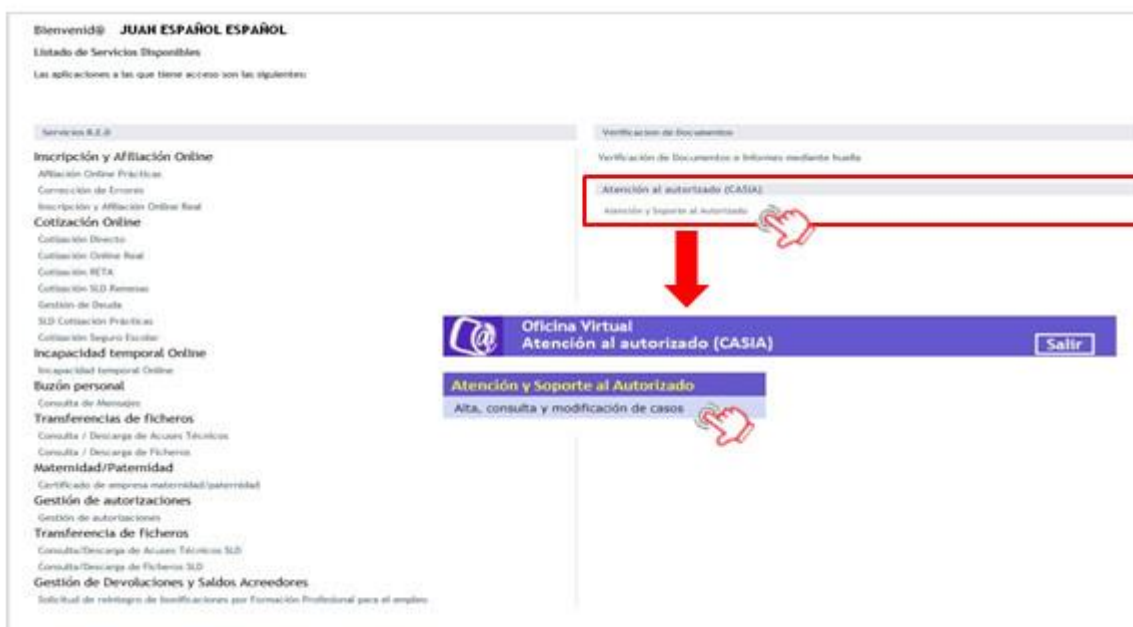 Bienvenid@ JUAN ESPAÑOL ESPAÑOL
Listado de Servicios Disponibles
Las aplicaciones a las que tiene acceso son las siguientes:
Servicios R.E.D
Inscripción y Afiliación Online
Afiliación Online Prácticas
Corrección de Errores
Inscripción y Afiliación Online Real
Cotización Online
Cotización Directo
Cotización Online Real
Cotización RETA
Cotización SLD Remesas
Gestión de Deuda
SLD Cotización Prácticas
Cotización Seguro Escolar
Incapacidad temporal Online
Incapacidad temporal Online
Buzón personal
Consulta de Mensajes
Transferencias de ficheros
Consulta / Descarga de Acuses Técnicos
Consulta / Descarga de Ficheros
Maternidad/Paternidad
Certificado de empresa maternidad/paternidad
Gestión de autorizaciones
Gestión de autorizaciones
Transferencia de Ficheros
Consulta/Descarga de Acuses Técnicos SLD
Consulta/Descarga de Ficheros SLD
Gestión de Devoluciones y Saldos Acreedores
Solicitud de reintegro de bonificaciones por Formación Profesional para el empleo
Verificacion de Documentos
Verificación de Documentos e Informes mediante huella
Atención al autorizado (CASIA)
Atención y Soporte al Autorizado
Oficina Virtual
Atención al autorizado (CASIA)
Salir
Atención y Soporte al Autorizado
Alta, consulta y modificación de casos